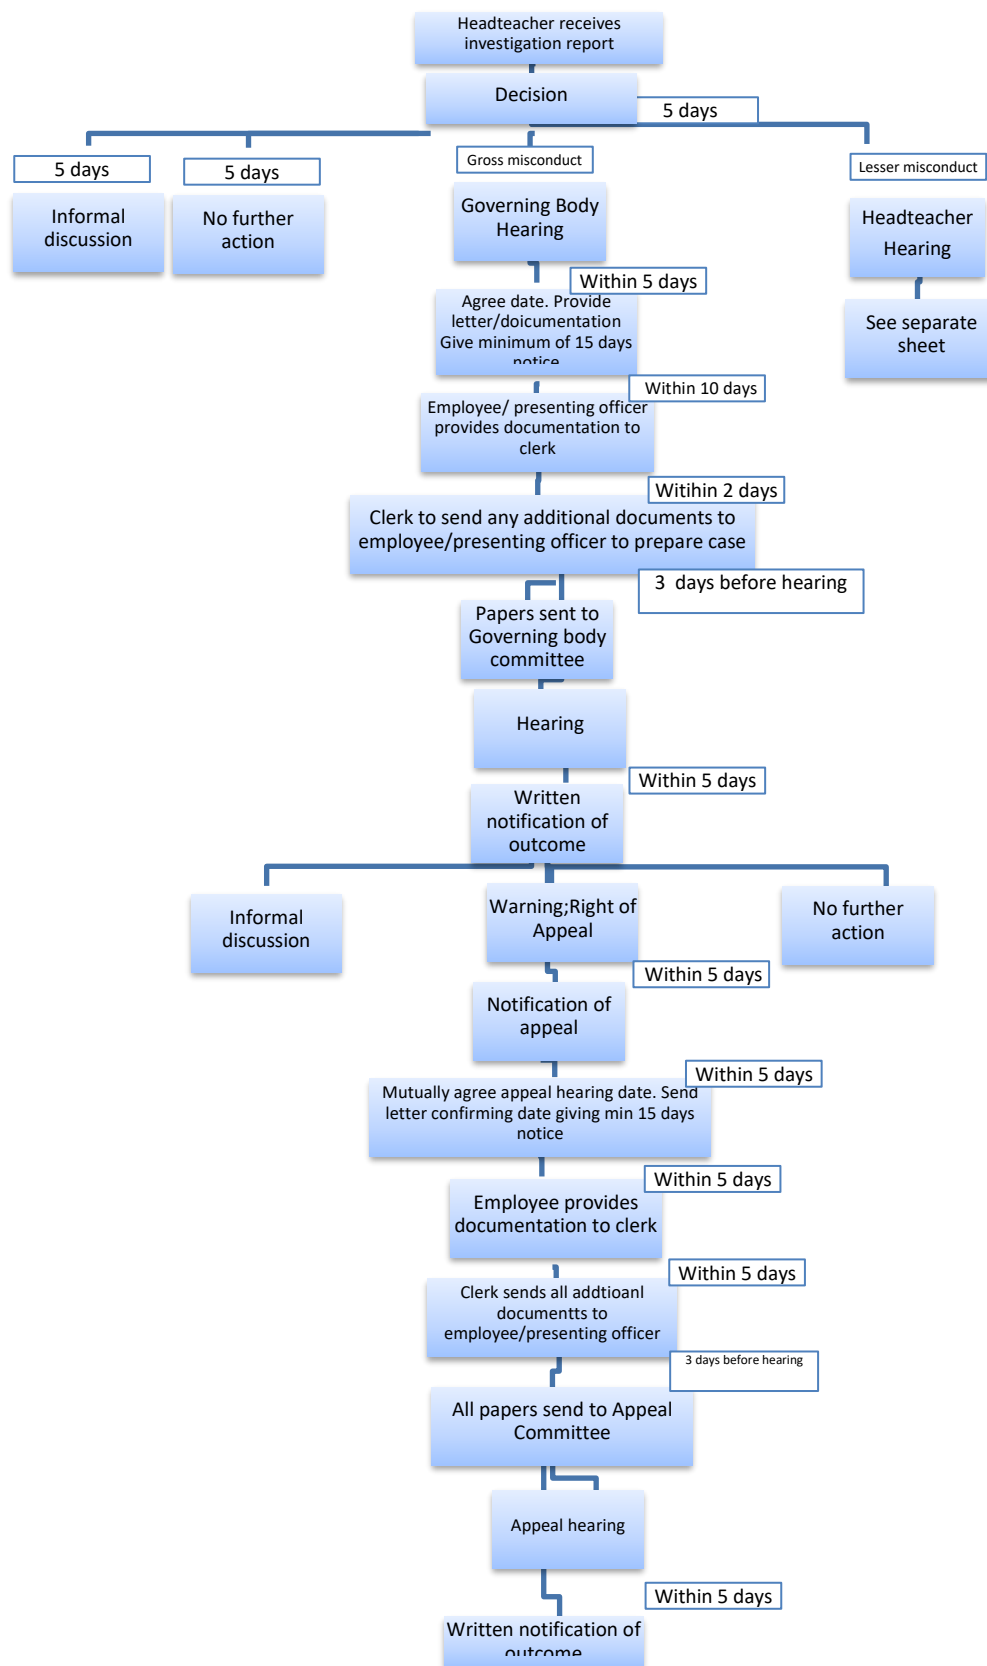 Headteacher receives
investigation report
Decision
5 days
5 days
5 days
Gross misconduct
Lesser misconduct
Informal
discussion
No further
action
Governing Body
Hearing
Headteacher
Hearing
Within 5 days
Agree date. Provide
letter/doicumentation
Give minimum of 15 days
notice
See separate
sheet
Within 10 days
Employee/ presenting officer
provides documentation to
clerk
Witihin 2 days
Clerk to send any additional documents to
employee/presenting officer to prepare case
3 days before hearing
Papers sent to
Governing body
committee
Hearing
Within 5 days
Written
notification of
outcome
Informal
discussion
Warning;Right of
Appeal
No further
action
Within 5 days
Notification of
appeal
Within 5 days
Mutually agree appeal hearing date. Send
letter confirming date giving min 15 days
notice
Within 5 days
Employee provides
documentation to clerk
Within 5 days
Clerk sends all addtioanl
documentts to
employee/presenting officer
3 days before hearing
All papers send to Appeal
Committee
Appeal hearing
Within 5 days
Written notification of
outcome